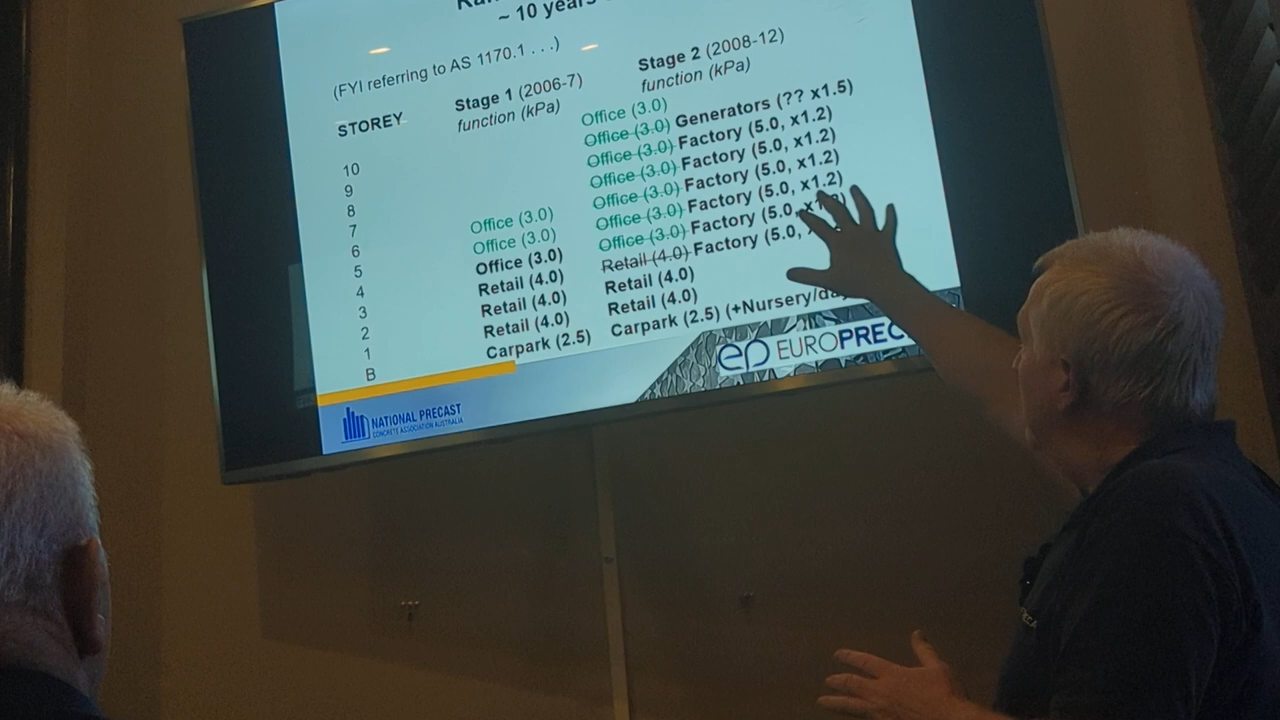 ~ 10 years
(FYI referring to AS 1170.1 . . .)
STOREY Stage 1 (2006-7) function (kPa) Stage 2 (2008-12) function (kPa)
10 Office (3.0)
9 Office (3.0) Generators (?? x1.5)
8 Office (3.0) Factory (5.0, x1.2)
7 Office (3.0) Factory (5.0, x1.2)
6 Office (3.0) Office (3.0) Factory (5.0, x1.2)
5 Office (3.0) Office (3.0) Factory (5.0, x1.2)
4 Office (3.0) Office (3.0) Factory (5.0,
3 Retail (4.0) Retail (4.0) Factory (5.0,
2 Retail (4.0) Retail (4.0)
1 Retail (4.0) Retail (4.0)
B Carpark (2.5) Carpark (2.5) (+Nursery/
NATIONAL PRECAST
CONCRETE ASSOCIATION AUSTRALIA
ep EUROPREC